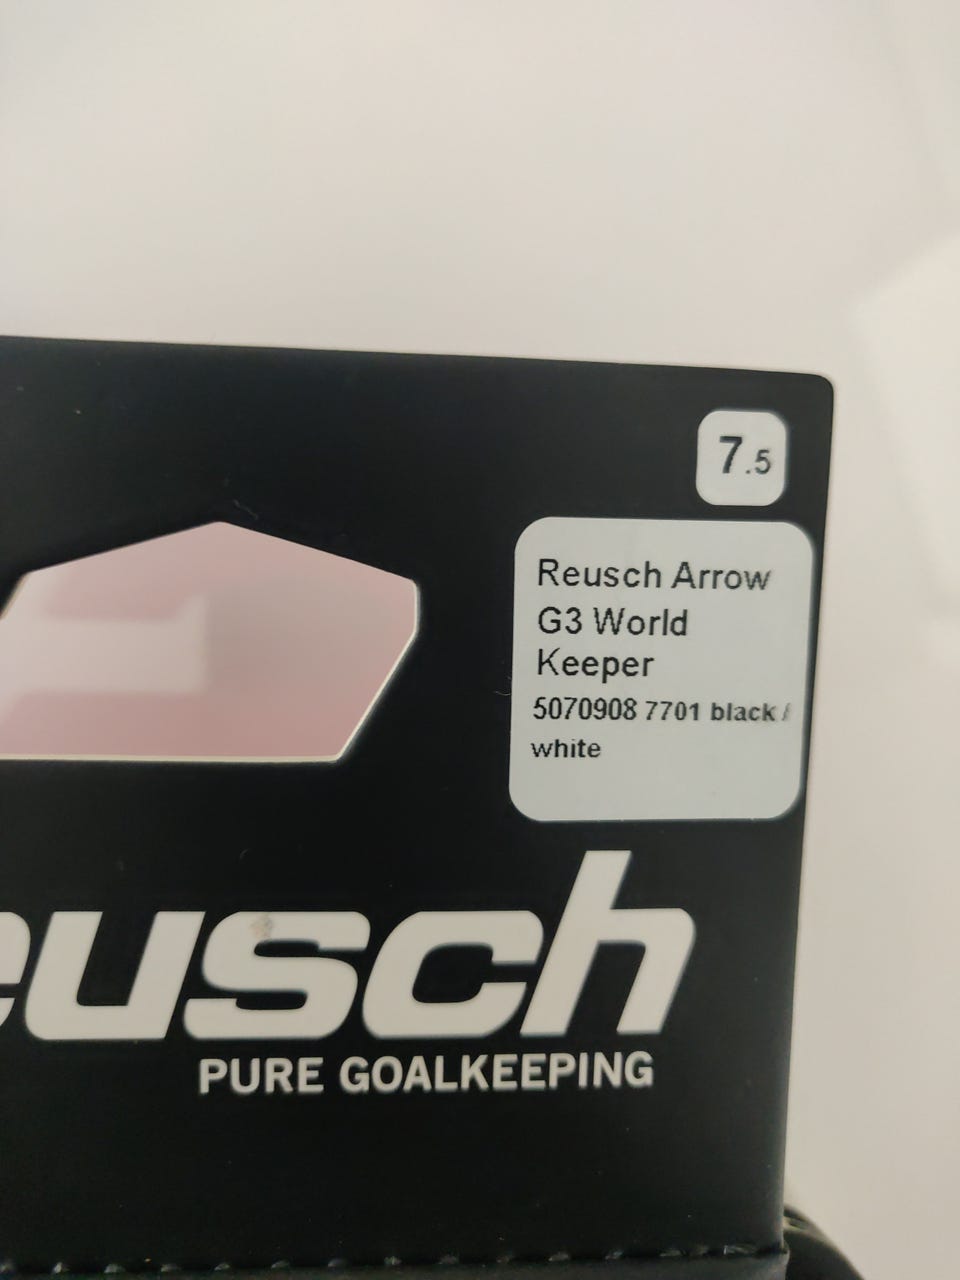 7.5
Reusch Arrow
G3 World
Keeper
5070908 7701 black /
white
eusch
PURE GOALKEEPING